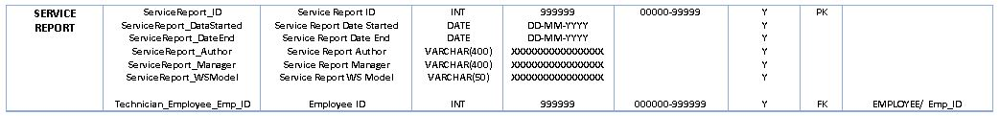 SERVICE REPORT ServiceReport_ID Service Report ID INT 999999 00000-99999 Y PK
ServiceReport_DataStarted Service Report Date Started DATE DD-MM-YYYY Y
ServiceReport_DateEnd Service Report Date End DATE DD-MM-YYYY Y
ServiceReport_Author Service Report Author VARCHAR(400) XXXXXXXXXXXXXXXX Y
ServiceReport_Manager Service Report Manager VARCHAR(400) XXXXXXXXXXXXXXXX Y
ServiceReport_WSModel Service Report WS Model VARCHAR(50) XXXXXXXXXXXXXXXX Y
Technician_Employee_Emp_ID Employee ID INT 999999 000000-999999 Y FK EMPLOYEE/ Emp_ID